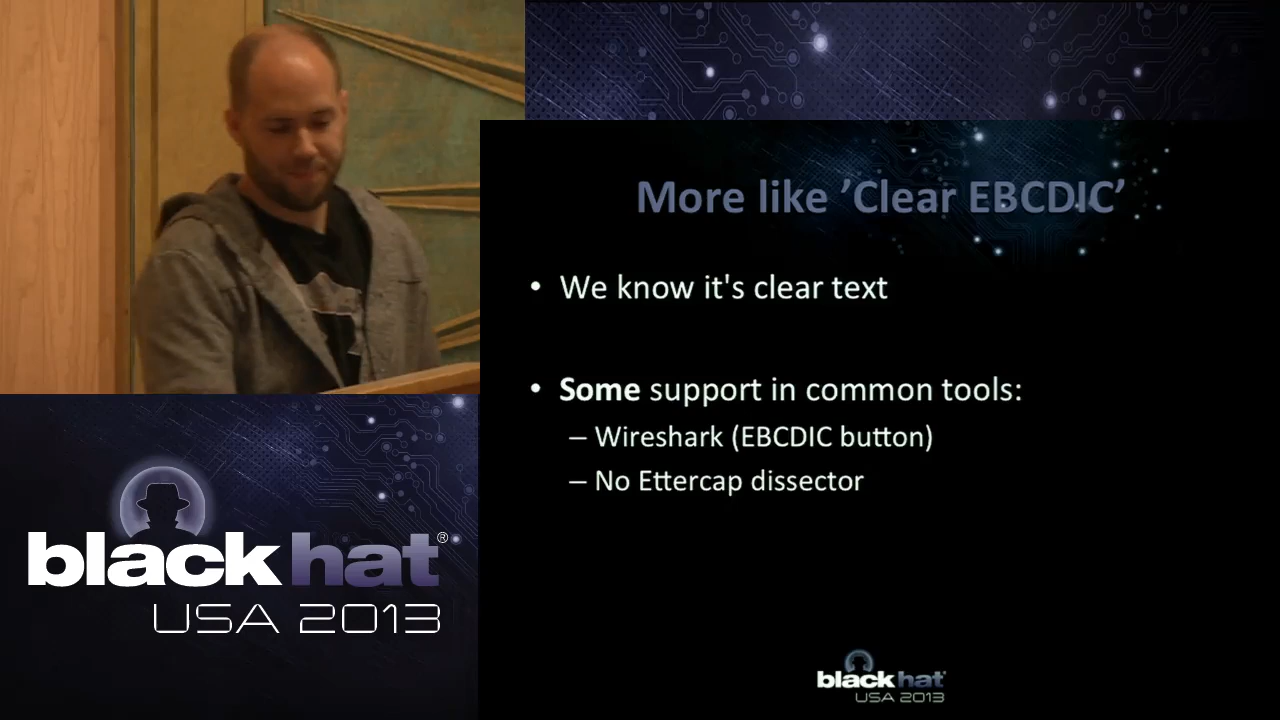 More like ’Clear EBCDIC’
• We know it's clear text
• Some support in common tools:
– Wireshark (EBCDIC button)
– No Ettercap dissector
black hat®
USA 2013
black hat
USA 2013